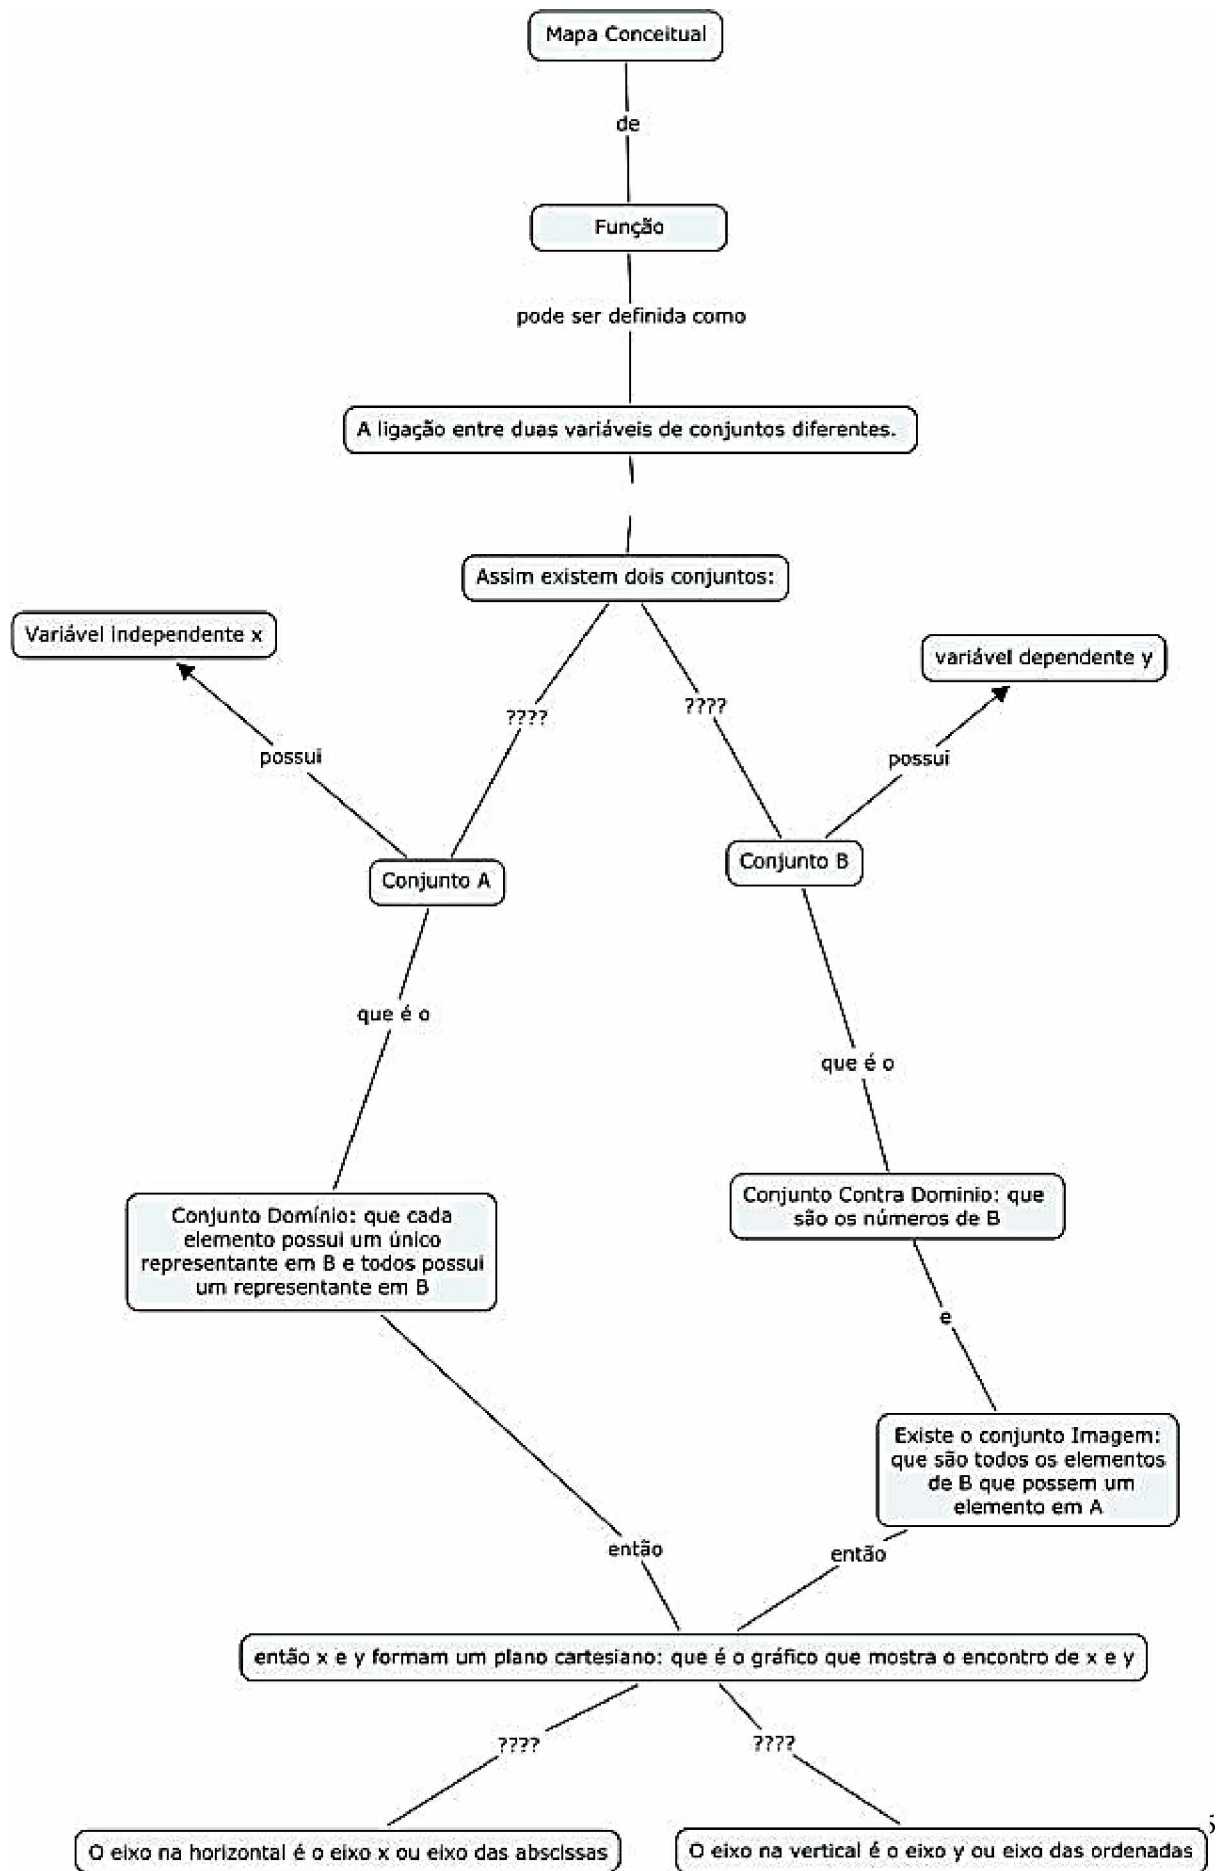 Mapa Conceitual
de
Função
pode ser definida como
A ligação entre duas variáveis de conjuntos diferentes.
Assim existem dois conjuntos:
Variável independente x
variável dependente y
????
????
possui
possui
Conjunto A
Conjunto B
que é o
que é o
Conjunto Domínio: que cada
elemento possui um único
representante em B e todos possui
um representante em B
Conjunto Contra Dominio: que
são os números de B
e
Existe o conjunto Imagem:
que são todos os elementos
de B que possem um
elemento em A
então
então
então x e y formam um plano cartesiano: que é o gráfico que mostra o encontro de x e y
????
????
O eixo na horizontal é o eixo x ou eixo das abscissas
O eixo na vertical é o eixo y ou eixo das ordenadas